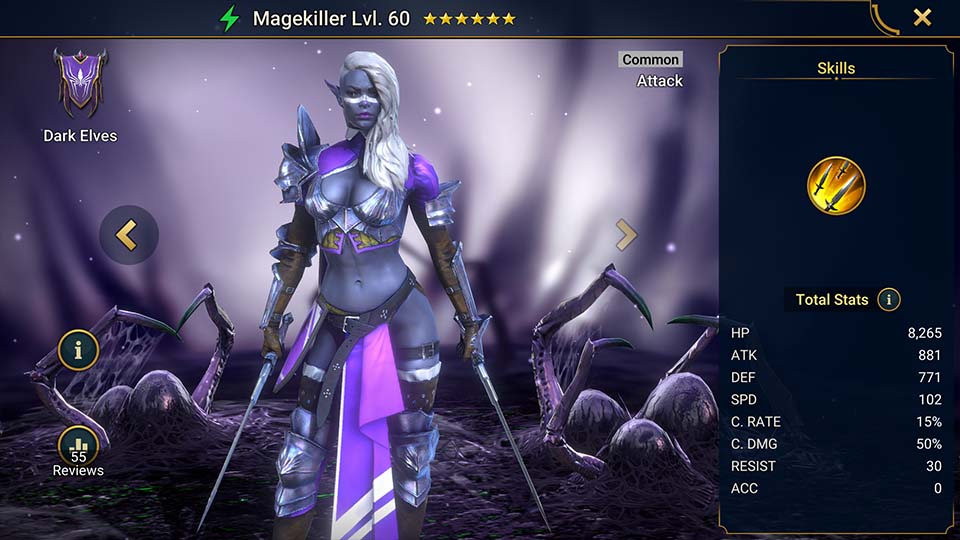 Magekiller Lvl. 60
Dark Elves
Common
Attack
55
Reviews
Skills
Total Stats
HP 8,265
ATK 881
DEF 771
SPD 102
C. RATE 15%
C. DMG 50%
RESIST 30
ACC 0